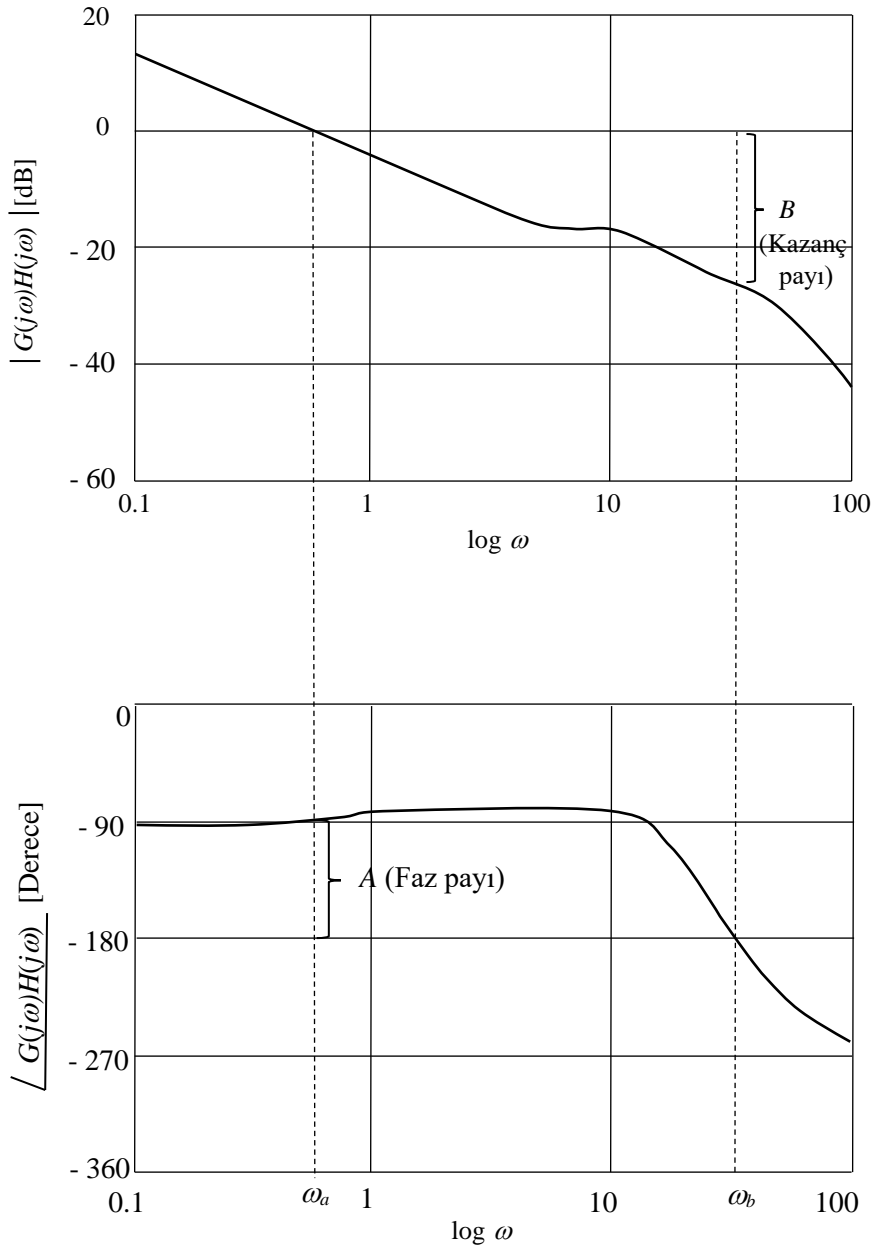 20
0
- 20
- 40
- 60
|G(jω)H(jω)| [dB]
B
(Kazanç
payı)
0.1 1 10 100
log ω
0
- 90
- 180
- 270
- 360
G(jω)H(jω) [Derece]
A (Faz payı)
0.1 ωa 1 10 ωb 100
log ω